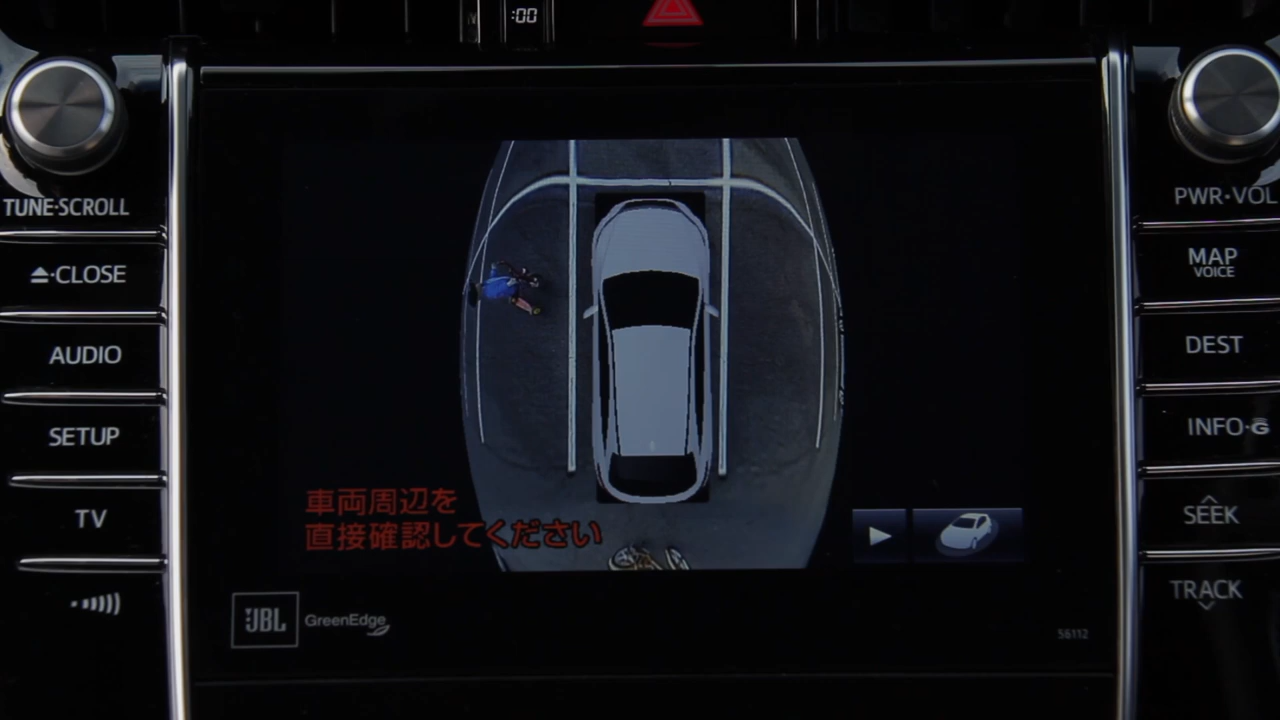 :00
TUNE·SCROLL
PWR·VOL
⏏·CLOSE
MAP
VOICE
AUDIO
DEST
SETUP
INFO·G
TV
SEEK
TRACK
車両周辺を
直接確認してください
JBL
GreenEdge
56112